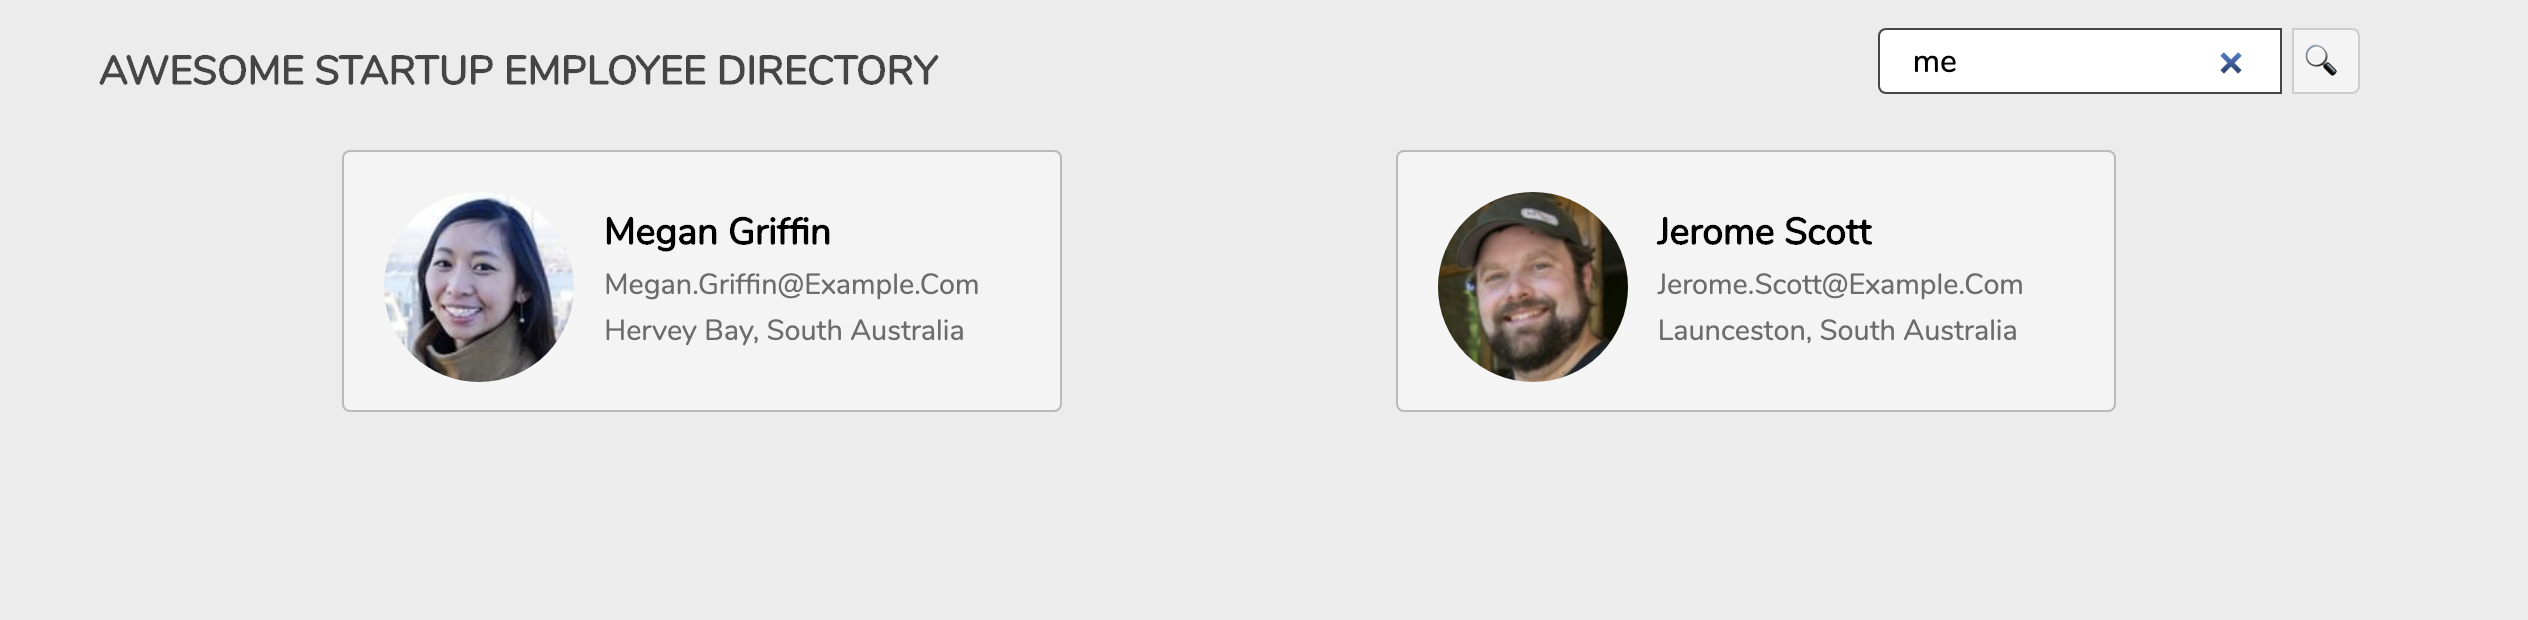 AWESOME STARTUP EMPLOYEE DIRECTORY
me
Megan Griffin
Megan.Griffin@Example.Com
Hervey Bay, South Australia
Jerome Scott
Jerome.Scott@Example.Com
Launceston, South Australia